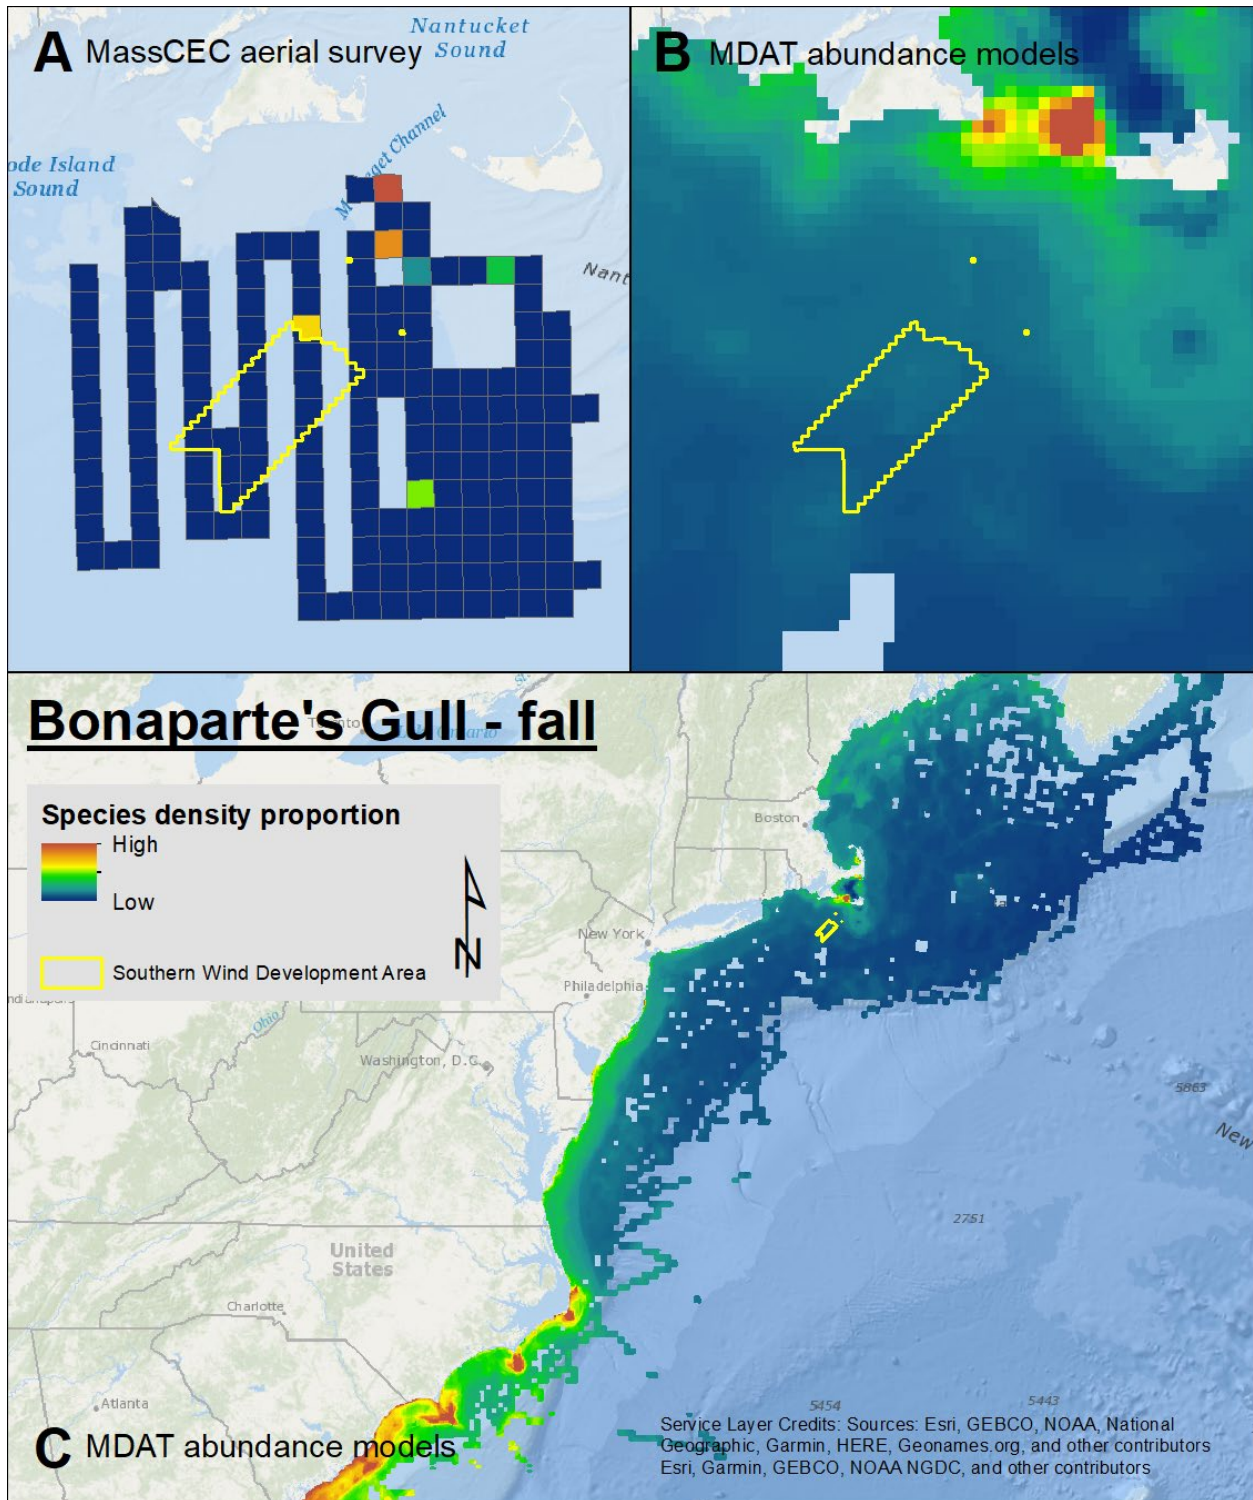 A MassCEC aerial survey
Nantucket
Sound
ode Island
Sound
Channel
Nant
B MDAT abundance models
Bonaparte's Gull - fall
Species density proportion
High
Low
N
Southern Wind Development Area
Boston
New York
Philadelphia
Ohio
Cincinnati
Washington, D.C.
5863
New
2751
United
States
Charlotte
Atlanta
5443
5454
C MDAT abundance models
Service Layer Credits: Sources: Esri, GEBCO, NOAA, National
Geographic, Garmin, HERE, Geonames.org, and other contributors
Esri, Garmin, GEBCO, NOAA NGDC, and other contributors